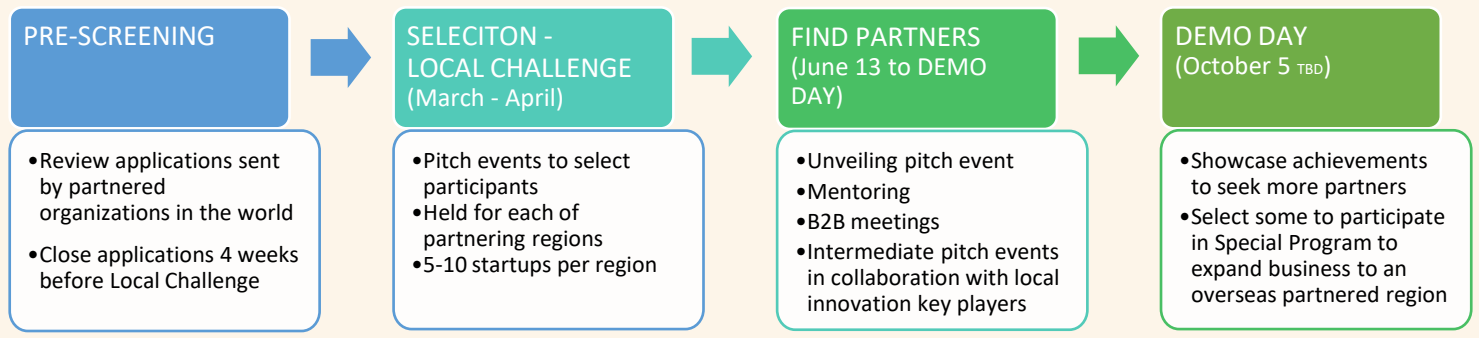 PRE-SCREENING
•Review applications sent
by partnered
organizations in the world
•Close applications 4 weeks
before Local Challenge
SELECITON -
LOCAL CHALLENGE
(March - April)
•Pitch events to select
participants
•Held for each of
partnering regions
•5-10 startups per region
FIND PARTNERS
(June 13 to DEMO
DAY)
•Unveiling pitch event
•Mentoring
•B2B meetings
•Intermediate pitch events
in collaboration with local
innovation key players
DEMO DAY
(October 5 TBD)
•Showcase achievements
to seek more partners
•Select some to participate
in Special Program to
expand business to an
overseas partnered region